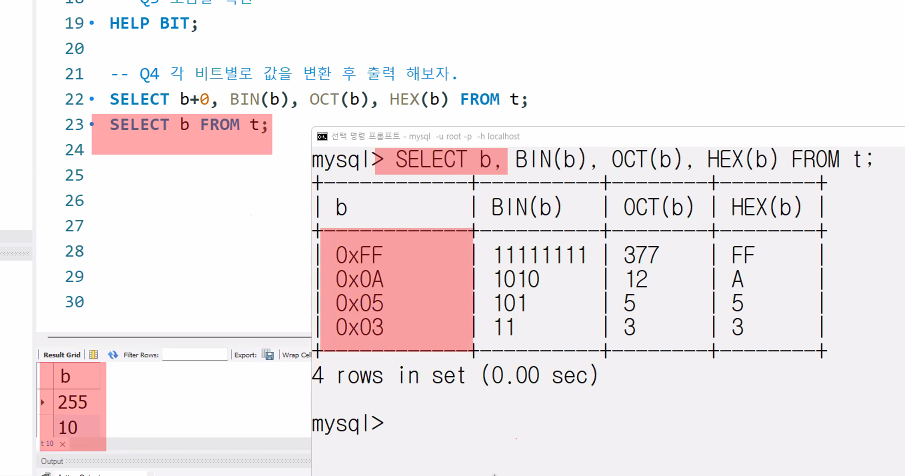 19 HELP BIT;
20
21 -- Q4 각 비트별로 값을 변환 후 출력 해보자.
22 SELECT b+0, BIN(b), OCT(b), HEX(b) FROM t;
23 SELECT b FROM t;
24
25
26
27
28
29
30
선택 명령 프롬프트 - mysql -u root -p -h localhost
mysql> SELECT b, BIN(b), OCT(b), HEX(b) FROM t;
+------------+----------+--------+--------+
| b | BIN(b) | OCT(b) | HEX(b) |
+------------+----------+--------+--------+
| 0xFF | 11111111 | 377 | FF |
| 0x0A | 1010 | 12 | A |
| 0x05 | 101 | 5 | 5 |
| 0x03 | 11 | 3 | 3 |
+------------+----------+--------+--------+
4 rows in set (0.00 sec)
mysql>
Result Grid Filter Rows: Export: Wrap Cel
b
255
10
t 10 ×
Output